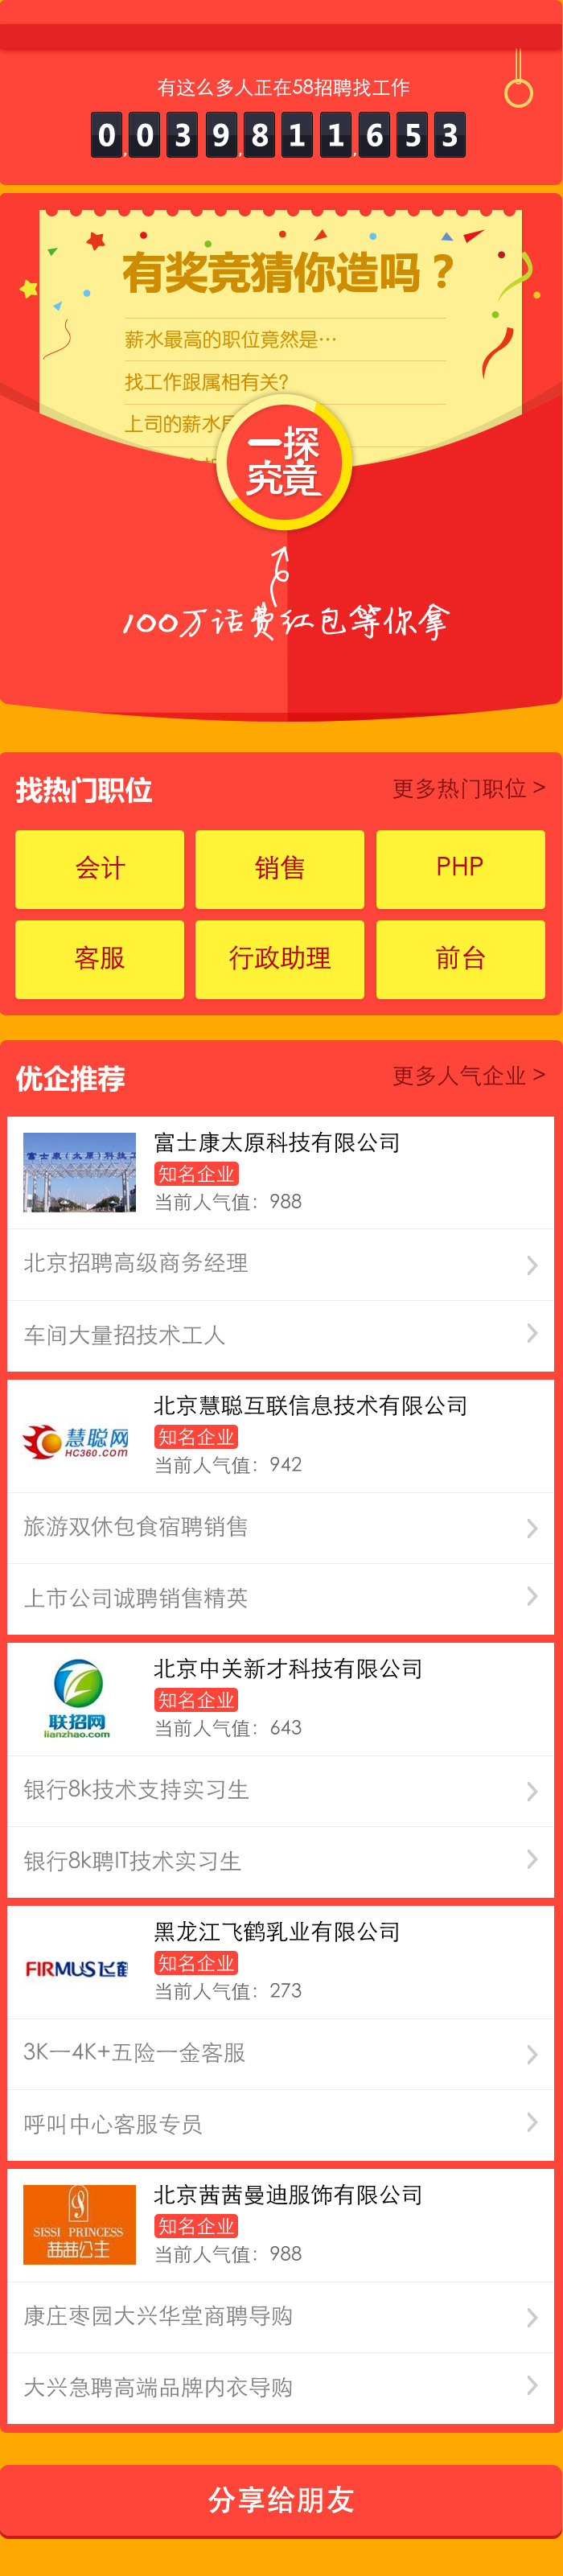 有这么多人正在58招聘找工作
0,039,811,653
有奖竞猜你造吗？
薪水最高的职位竟然是…
找工作跟属相有关?
上司的薪水
一探
究竟
100万话费红包等你拿
找热门职位
更多热门职位 >
会计
销售
PHP
客服
行政助理
前台
优企推荐
更多人气企业 >
富士康(太原)科技工
富士康太原科技有限公司
知名企业
当前人气值：988
北京招聘高级商务经理
车间大量招技术工人
慧聪网
HC360.com
北京慧聪互联信息技术有限公司
知名企业
当前人气值：942
旅游双休包食宿聘销售
上市公司诚聘销售精英
联招网
lianzhao.com
北京中关新才科技有限公司
知名企业
当前人气值：643
银行8k技术支持实习生
银行8k聘IT技术实习生
FIRMUS飞鹤
黑龙江飞鹤乳业有限公司
知名企业
当前人气值：273
3K一4K+五险一金客服
呼叫中心客服专员
SISSI PRINCESS
茜茜公主
北京茜茜曼迪服饰有限公司
知名企业
当前人气值：988
康庄枣园大兴华堂商聘导购
大兴急聘高端品牌内衣导购
分享给朋友